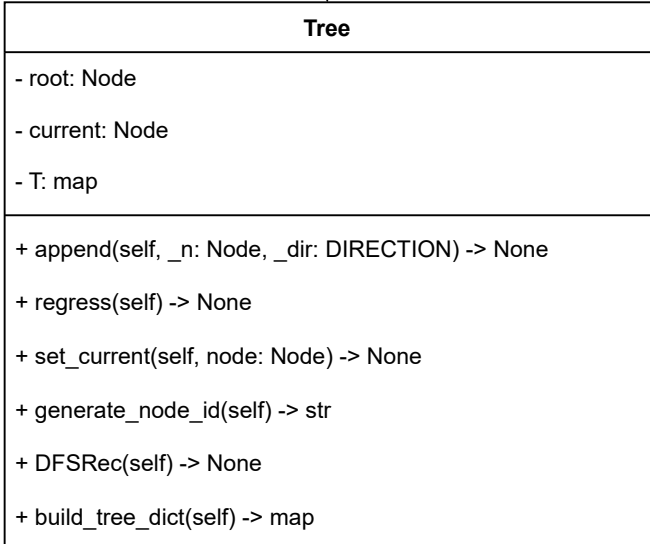 Tree
- root: Node
- current: Node
- T: map
+ append(self, _n: Node, _dir: DIRECTION) -> None
+ regress(self) -> None
+ set_current(self, node: Node) -> None
+ generate_node_id(self) -> str
+ DFSRec(self) -> None
+ build_tree_dict(self) -> map